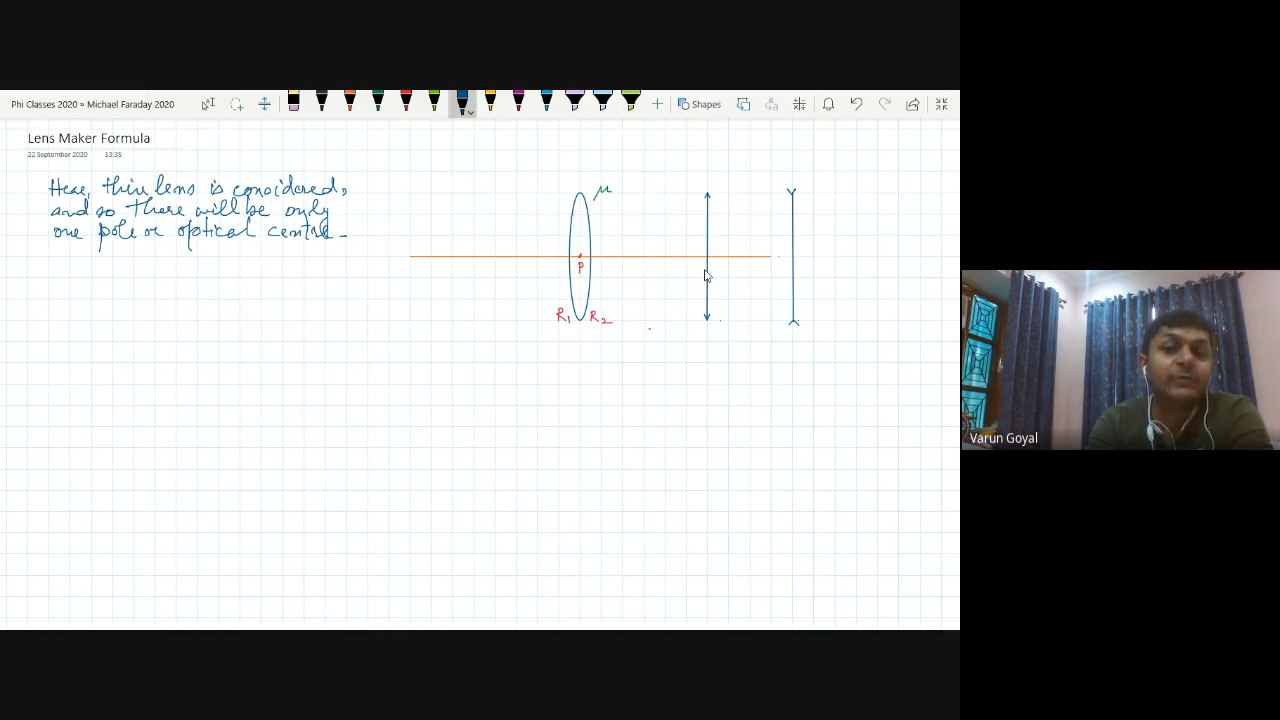 Phi Classes 2020 » Michael Faraday 2020
Shapes
Lens Maker Formula
22 September 2020 13:35
Here, thin lens is considered,
and so there will be only
one pole or optical centre.
μ
P
R1 R2
Varun Goyal